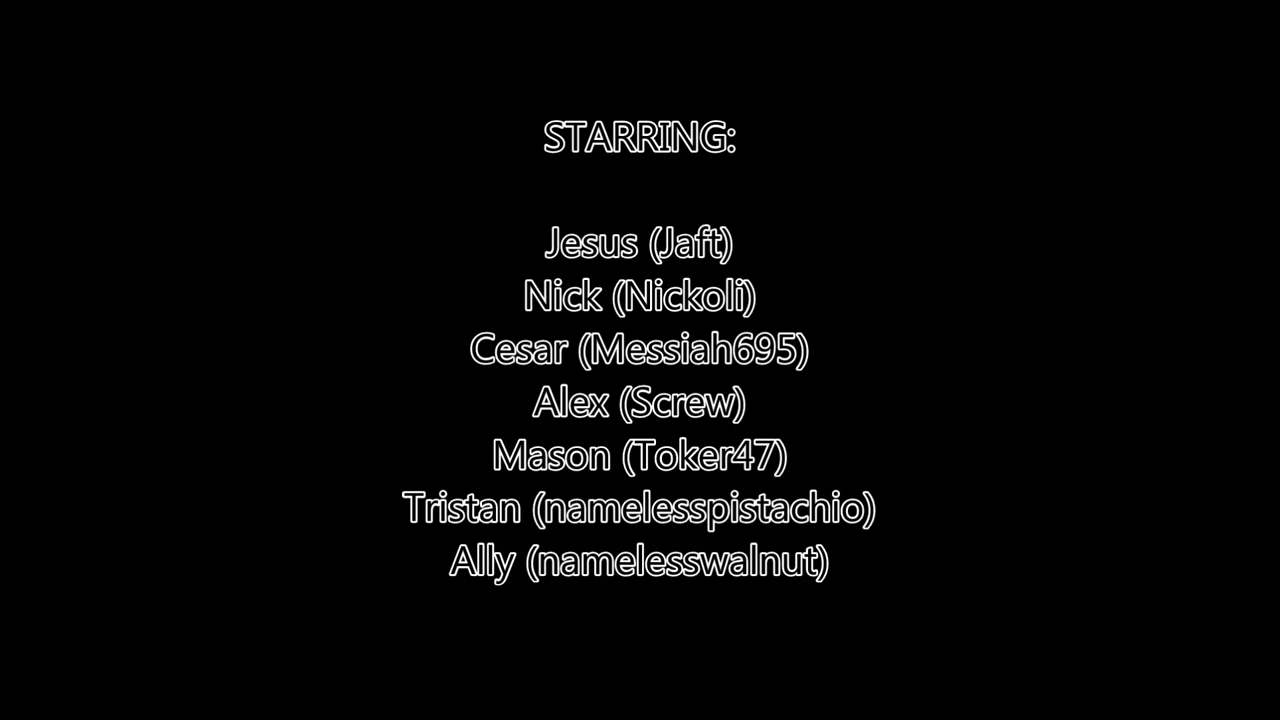 STARRING:
Jesus (Jaft)
Nick (Nickoli)
Cesar (Messiah695)
Alex (Screw)
Mason (Toker47)
Tristan (namelesspistachio)
Ally (namelesswalnut)